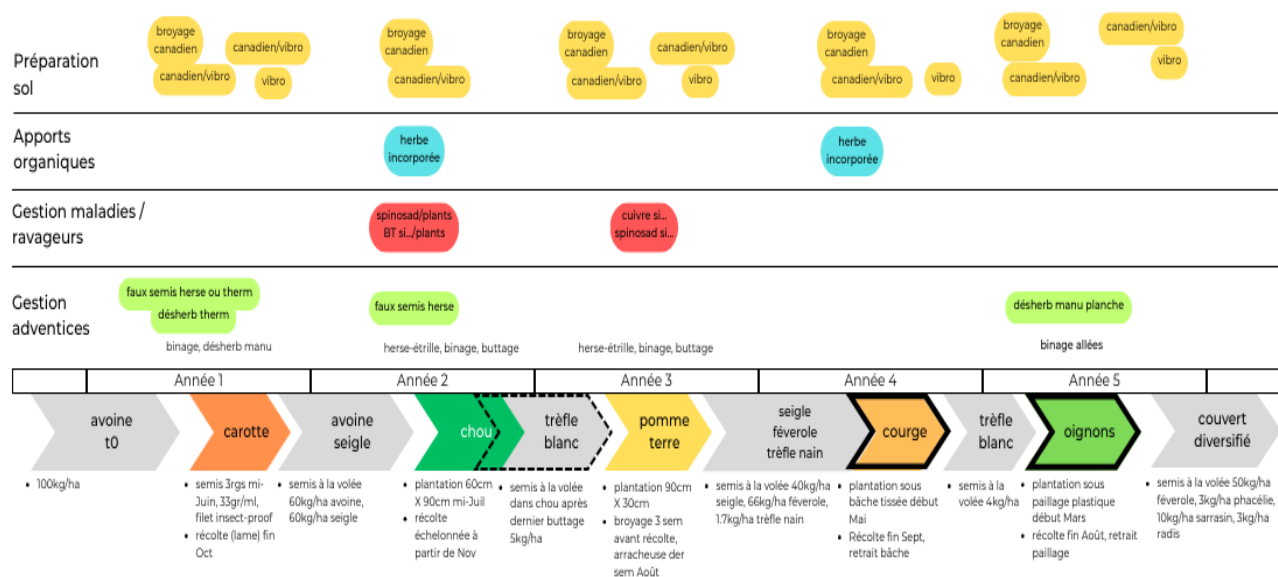 Préparation
sol
broyage
canadien
canadien/vibro
canadien/vibro
vibro
broyage
canadien
canadien/vibro
broyage
canadien
canadien/vibro
canadien/vibro
vibro
broyage
canadien
canadien/vibro
vibro
broyage
canadien
canadien/vibro
canadien/vibro
vibro
Apports
organiques
herbe
incorporée
herbe
incorporée
Gestion maladies /
ravageurs
spinosad/plants
BT si../plants
cuivre si...
spinosad si...
Gestion
adventices
faux semis herse ou therm
désherb therm
binage, désherb manu
faux semis herse
herse-étrille, binage, buttage
herse-étrille, binage, buttage
désherb manu planche
binage allées
Année 1
Année 2
Année 3
Année 4
Année 5
avoine
t0
carotte
avoine
seigle
chou
trèfle
blanc
pomme
terre
seigle
féverole
trèfle nain
courge
trèfle
blanc
oignons
couvert
diversifié
• 100kg/ha
• semis 3rgs mi-
Juin, 33gr/ml,
filet insect-proof
• récolte (lame) fin
Oct
• semis à la volée
60kg/ha avoine,
60kg/ha seigle
• plantation 60cm
X 90cm mi-Juil
• récolte
échelonnée à
partir de Nov
• semis à la volée
dans chou après
dernier buttage
5kg/ha
• plantation 90cm
X 30cm
• broyage 3 sem
avant récolte,
arracheuse der
sem Août
• semis à la volée 40kg/ha
seigle, 66kg/ha féverole,
1.7kg/ha trèfle nain
• plantation sous
bâche tissée début
Mai
• Récolte fin Sept,
retrait bâche
• semis à la
volée 4kg/ha
• plantation sous
paillage plastique
début Mars
• récolte fin Août, retrait
paillage
• semis à la volée 50kg/ha
féverole, 3kg/ha phacélie,
10kg/ha sarrasin, 3kg/ha
radis